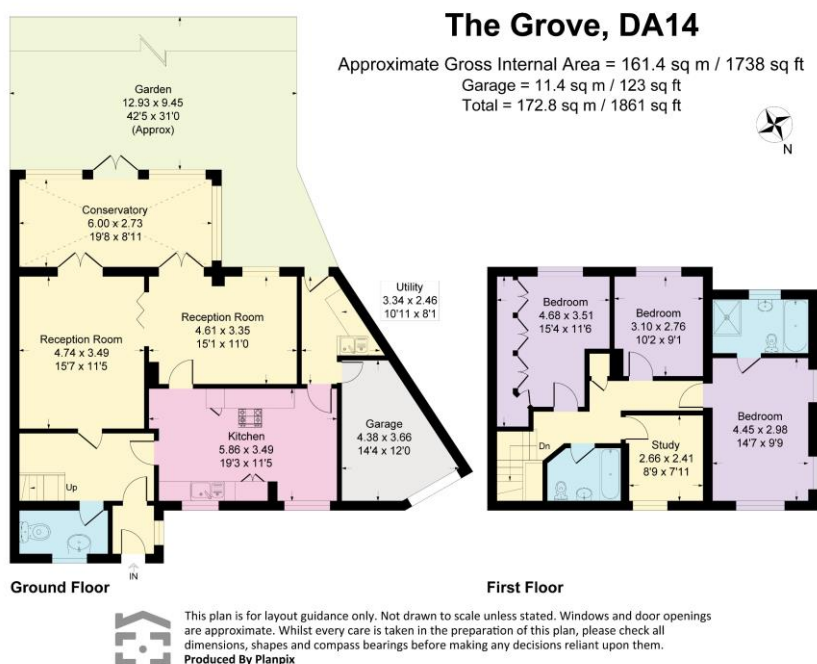 The Grove, DA14
Approximate Gross Internal Area = 161.4 sq m / 1738 sq ft
Garage = 11.4 sq m / 123 sq ft
Total = 172.8 sq m / 1861 sq ft
N
Garden
12.93 x 9.45
42'5 x 31'0
(Approx)
Conservatory
6.00 x 2.73
19'8 x 8'11
Utility
3.34 x 2.46
10'11 x 8'1
Reception Room
4.74 x 3.49
15'7 x 11'5
Reception Room
4.61 x 3.35
15'1 x 11'0
Kitchen
5.86 x 3.49
19'3 x 11'5
Garage
4.38 x 3.66
14'4 x 12'0
Up
IN
Ground Floor
Bedroom
4.68 x 3.51
15'4 x 11'6
Bedroom
3.10 x 2.76
10'2 x 9'1
Bedroom
4.45 x 2.98
14'7 x 9'9
Study
2.66 x 2.41
8'9 x 7'11
Dn
First Floor
This plan is for layout guidance only. Not drawn to scale unless stated. Windows and door openings
are approximate. Whilst every care is taken in the preparation of this plan, please check all
dimensions, shapes and compass bearings before making any decisions reliant upon them.
Produced By Planpix